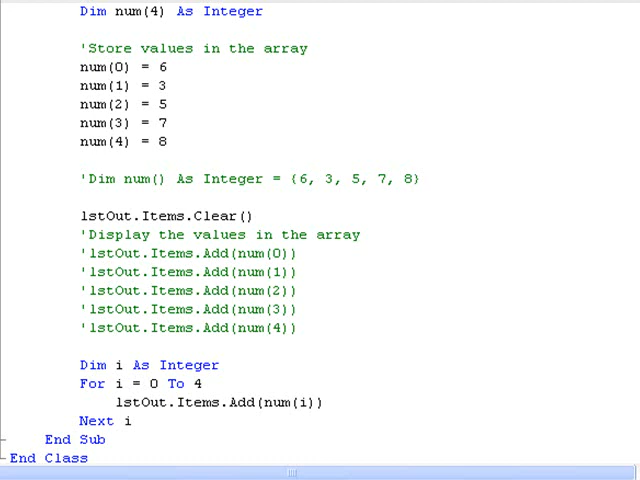 Dim num(4) As Integer
'Store values in the array
num(0) = 6
num(1) = 3
num(2) = 5
num(3) = 7
num(4) = 8
'Dim num() As Integer = {6, 3, 5, 7, 8}
lstOut.Items.Clear()
'Display the values in the array
'lstOut.Items.Add(num(0))
'lstOut.Items.Add(num(1))
'lstOut.Items.Add(num(2))
'lstOut.Items.Add(num(3))
'lstOut.Items.Add(num(4))
Dim i As Integer
For i = 0 To 4
lstOut.Items.Add(num(i))
Next i
End Sub
End Class